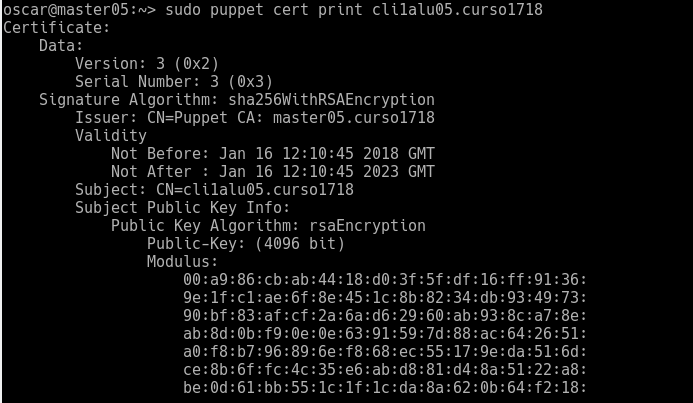 oscar@master05:~> sudo puppet cert print cli1alu05.curso1718
Certificate:
    Data:
        Version: 3 (0x2)
        Serial Number: 3 (0x3)
    Signature Algorithm: sha256WithRSAEncryption
        Issuer: CN=Puppet CA: master05.curso1718
        Validity
            Not Before: Jan 16 12:10:45 2018 GMT
            Not After : Jan 16 12:10:45 2023 GMT
        Subject: CN=cli1alu05.curso1718
        Subject Public Key Info:
            Public Key Algorithm: rsaEncryption
                Public-Key: (4096 bit)
                Modulus:
                    00:a9:86:cb:ab:44:18:d0:3f:5f:df:16:ff:91:36:
                    9e:1f:c1:ae:6f:8e:45:1c:8b:82:34:db:93:49:73:
                    90:bf:83:af:cf:2a:6a:d6:29:60:ab:93:8c:a7:8e:
                    ab:8d:0b:f9:0e:0e:63:91:59:7d:88:ac:64:26:51:
                    a0:f8:b7:96:89:6e:f8:68:ec:55:17:9e:da:51:6d:
                    ce:8b:6f:fc:4c:35:e6:ab:d8:81:d4:8a:51:22:a8:
                    be:0d:61:bb:55:1c:1f:1c:da:8a:62:0b:64:f2:18: